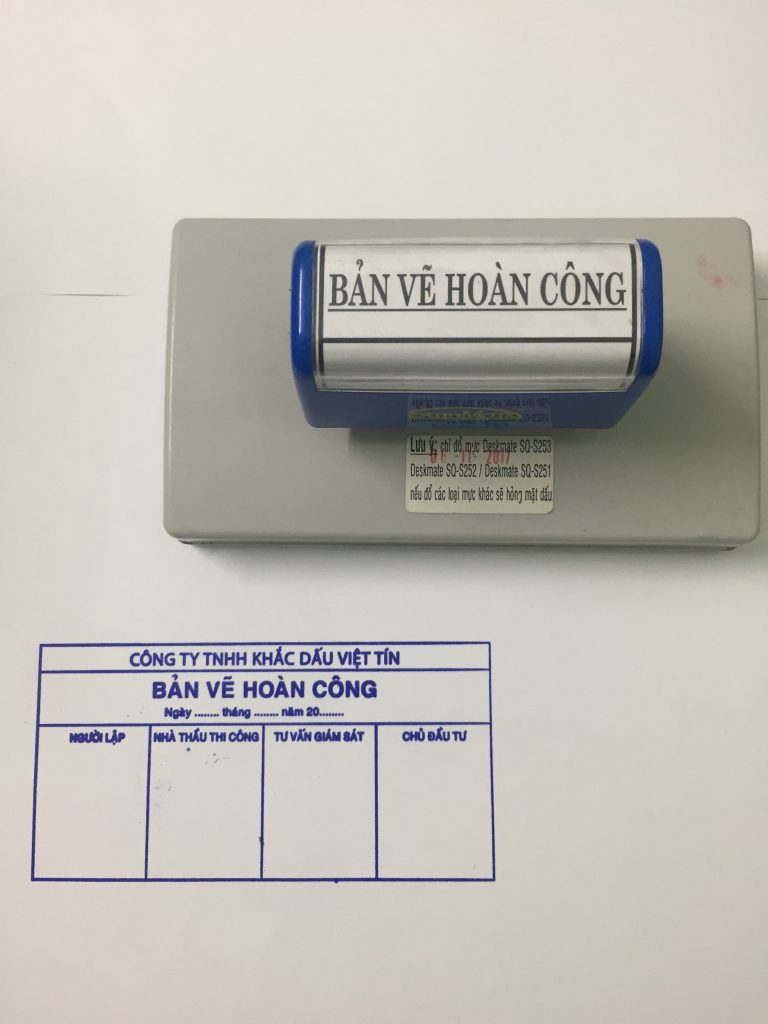 BẢN VẼ HOÀN CÔNG
Lưu ý: chỉ đổ mực Deskmate SQ-S253
Deskmate SQ-S252 / Deskmate SQ-S251
nếu đổ các loại mực khác sẽ hỏng mặt dấu
CÔNG TY TNHH KHẮC DẤU VIỆT TÍN
BẢN VẼ HOÀN CÔNG
Ngày ........ tháng ........ năm 20........
NGƯỜI LẬP NHÀ THẦU THI CÔNG TƯ VẤN GIÁM SÁT CHỦ ĐẦU TƯ